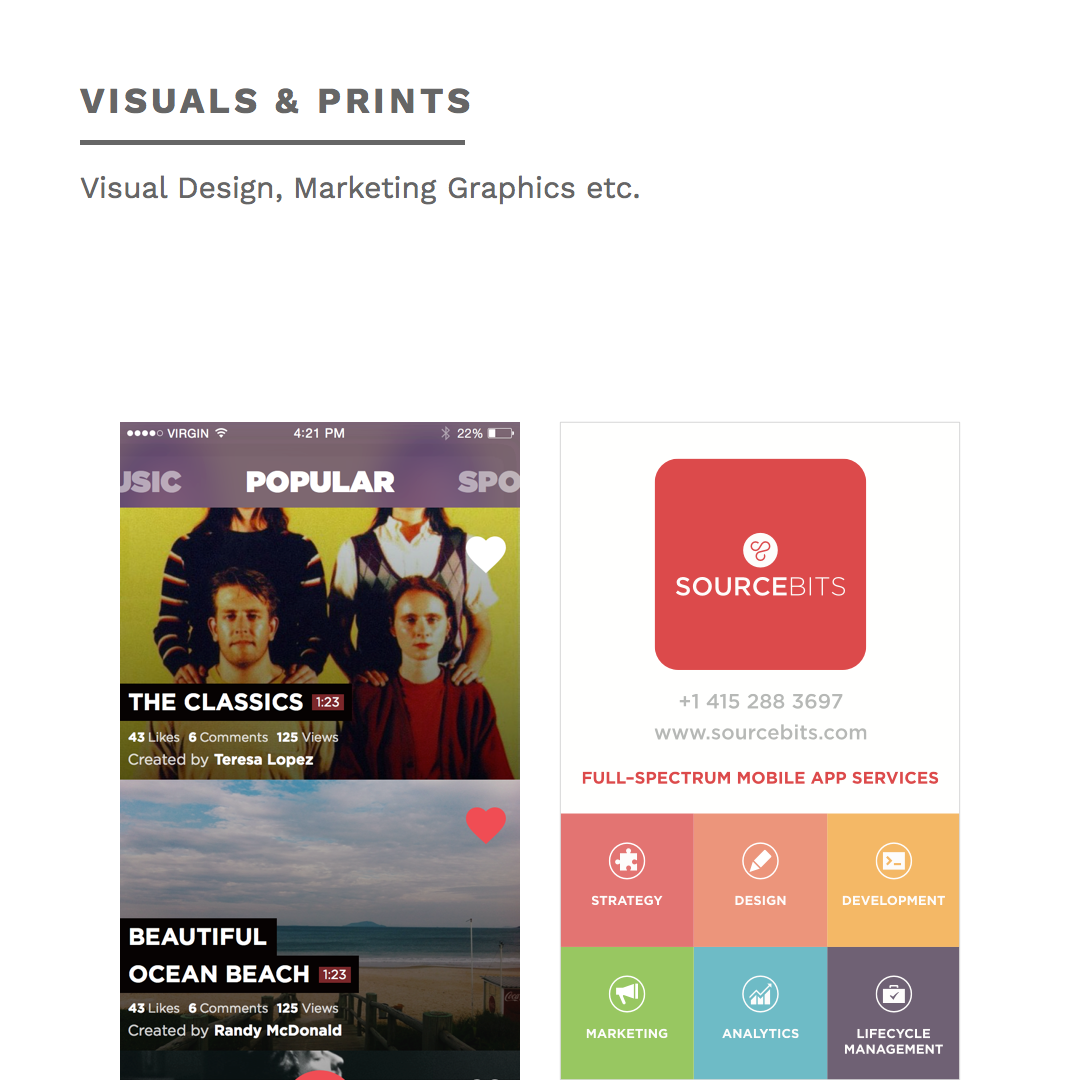 VISUALS & PRINTS
Visual Design, Marketing Graphics etc.
VIRGIN 4:21 PM 22%
USIC POPULAR SPO
THE CLASSICS 1:23
43 Likes 6 Comments 125 Views
Created by Teresa Lopez
BEAUTIFUL
OCEAN BEACH 1:23
43 Likes 6 Comments 125 Views
Created by Randy McDonald
SOURCEBITS
+1 415 288 3697
www.sourcebits.com
FULL–SPECTRUM MOBILE APP SERVICES
STRATEGY DESIGN DEVELOPMENT
MARKETING ANALYTICS LIFECYCLE
MANAGEMENT